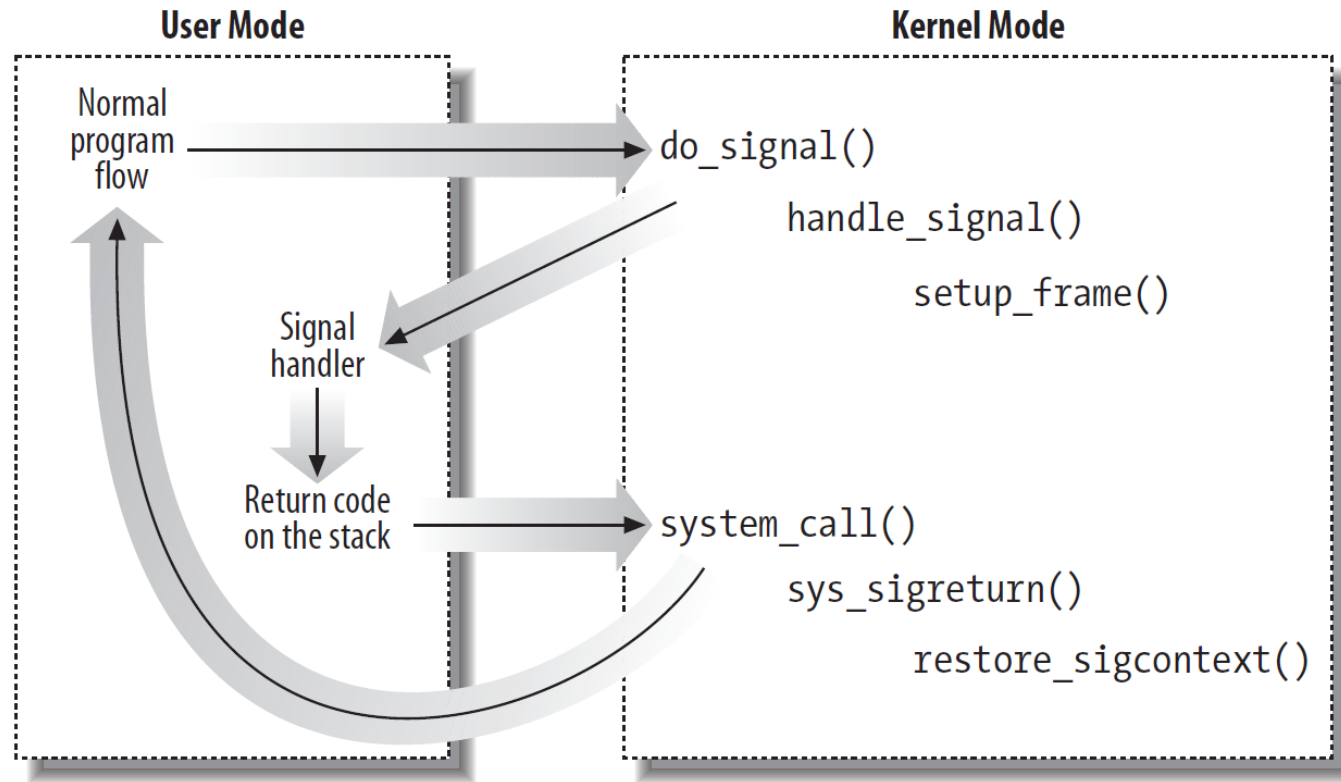 User Mode
Kernel Mode
Normal
program
flow
do_signal()
handle_signal()
setup_frame()
Signal
handler
Return code
on the stack
system_call()
sys_sigreturn()
restore_sigcontext()